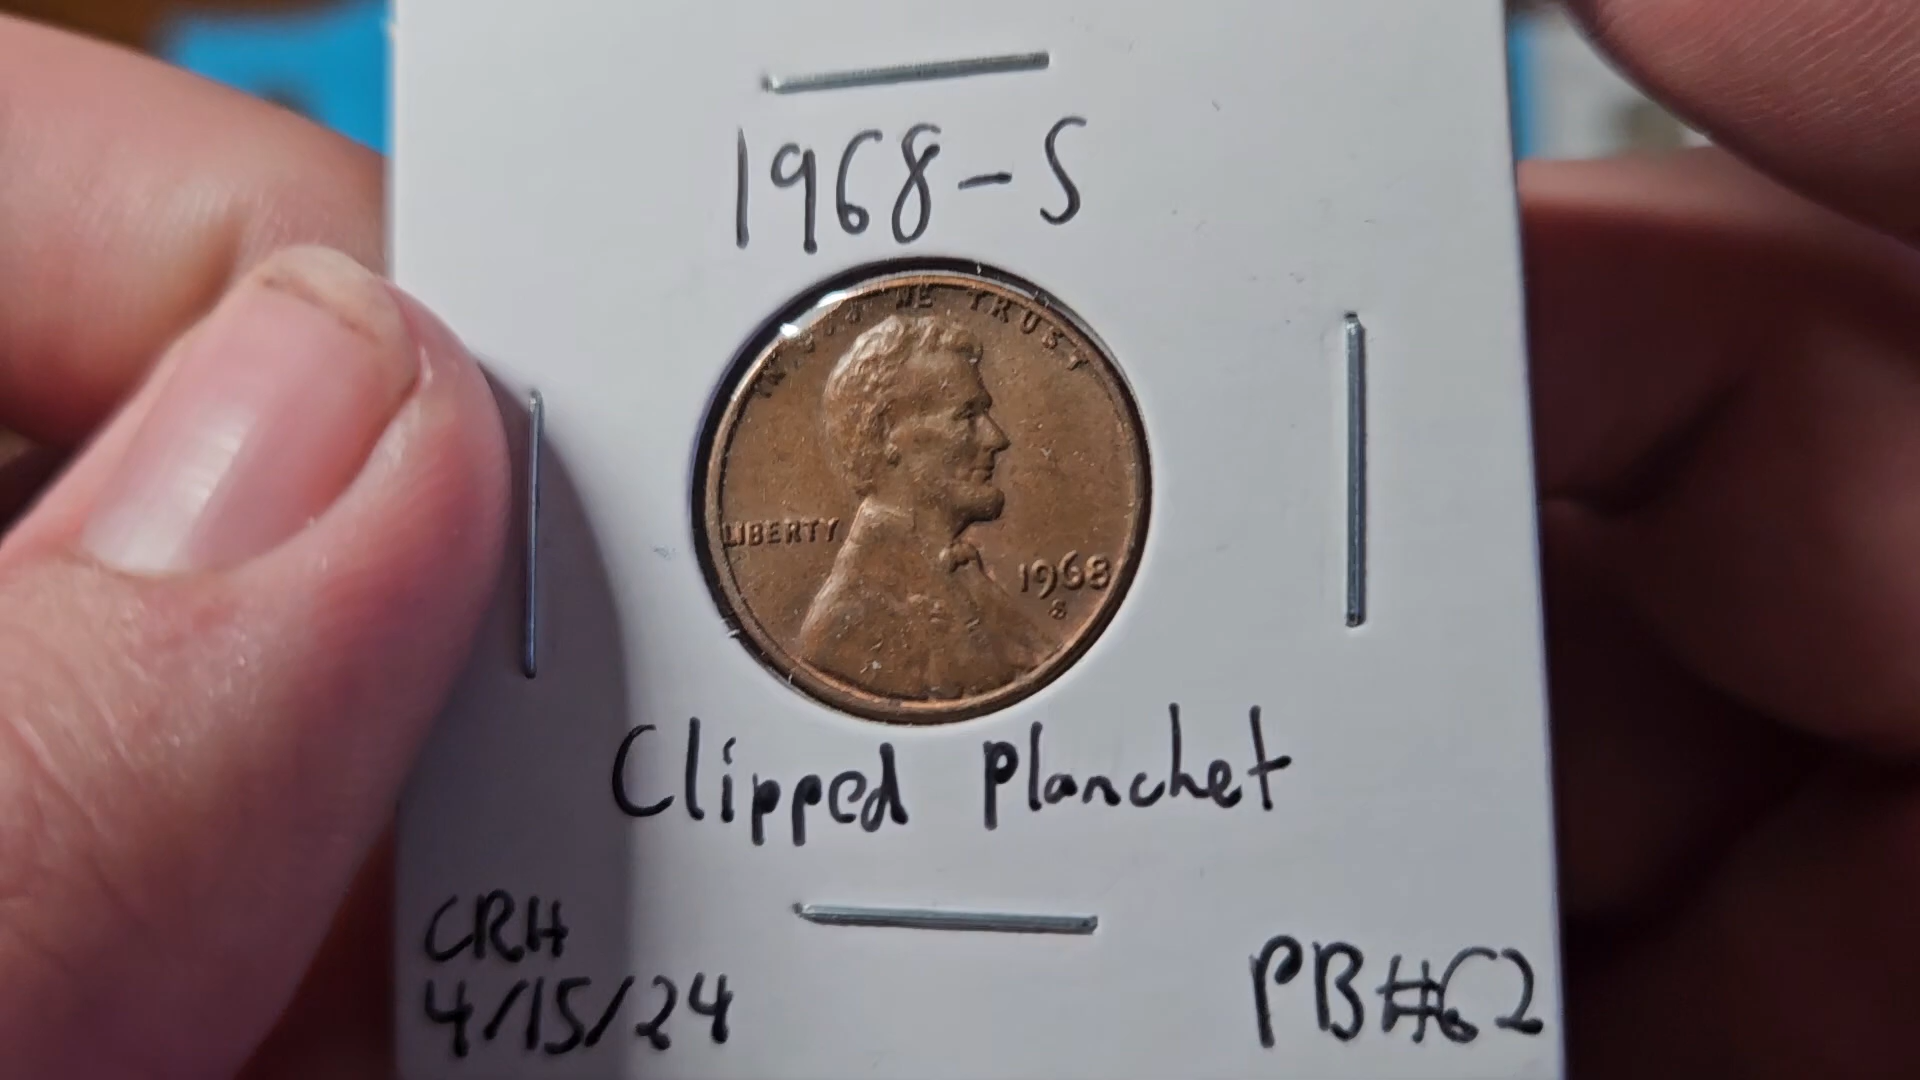 1968-S
IN GOD WE TRUST
LIBERTY
1968
S
Clipped Planchet
CRH
4/15/24
PB#62